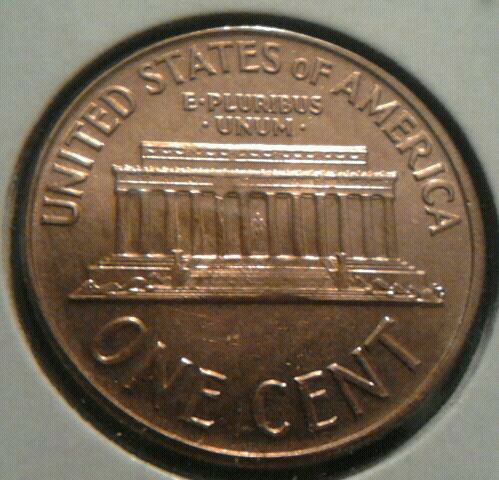 UNITED STATES OF AMERICA
E·PLURIBUS
·UNUM·
ONE CENT